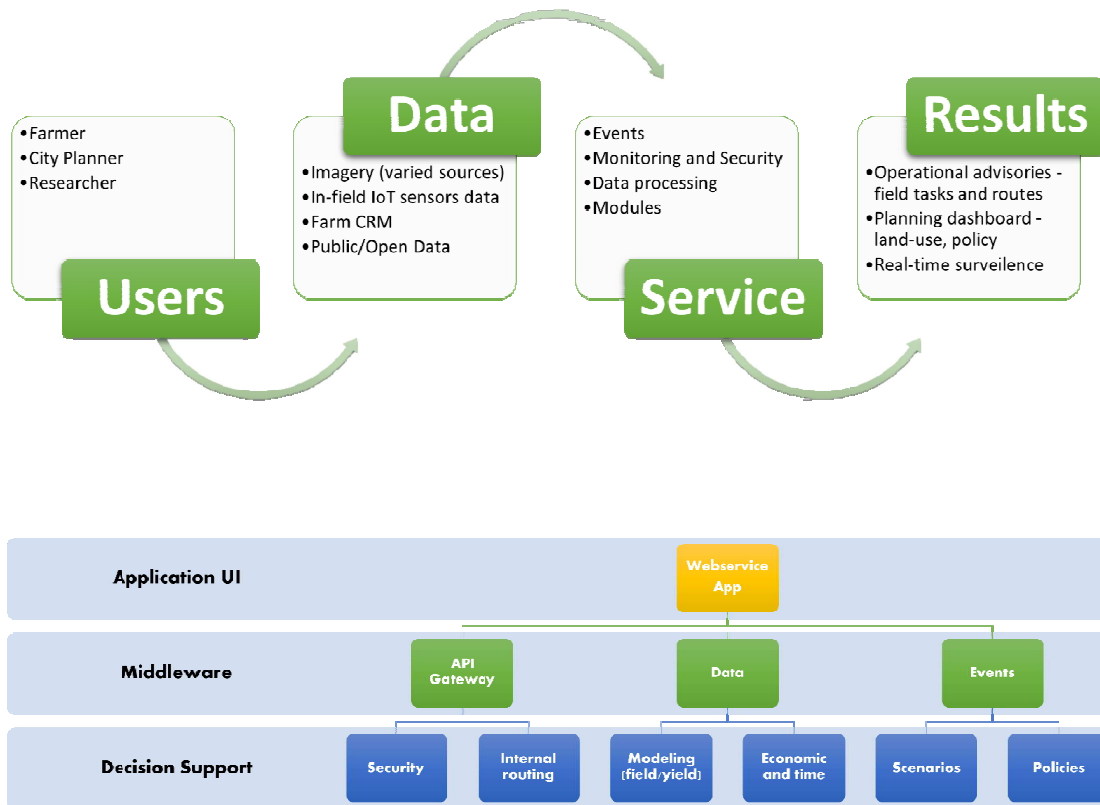 •Farmer
•City Planner
•Researcher
Users
Data
•Imagery (varied sources)
•In-field IoT sensors data
•Farm CRM
•Public/Open Data
•Events
•Monitoring and Security
•Data processing
•Modules
Service
Results
•Operational advisories -
field tasks and routes
•Planning dashboard -
land-use, policy
•Real-time surveilence
Application UI
Webservice
App
Middleware
API
Gateway
Data
Events
Decision Support
Security
Internal
routing
Modeling
[field/yield]
Economic
and time
Scenarios
Policies